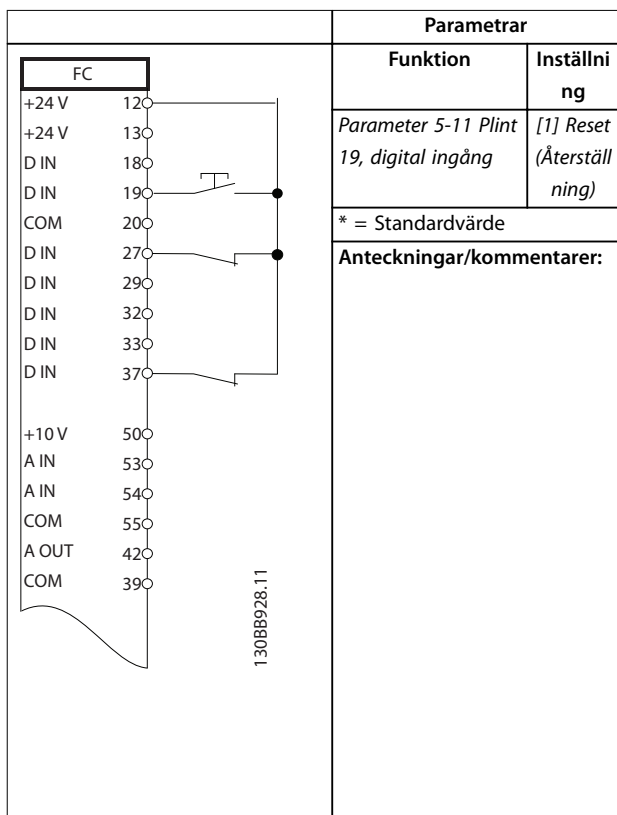 Parametrar
Funktion
Inställni
ng
Parameter 5-11 Plint
19, digital ingång
[1] Reset
(Återställ
ning)
* = Standardvärde
Anteckningar/kommentarer:
FC
+24 V 12
+24 V 13
D IN 18
D IN 19
COM 20
D IN 27
D IN 29
D IN 32
D IN 33
D IN 37
+10 V 50
A IN 53
A IN 54
COM 55
A OUT 42
COM 39
130BB928.11